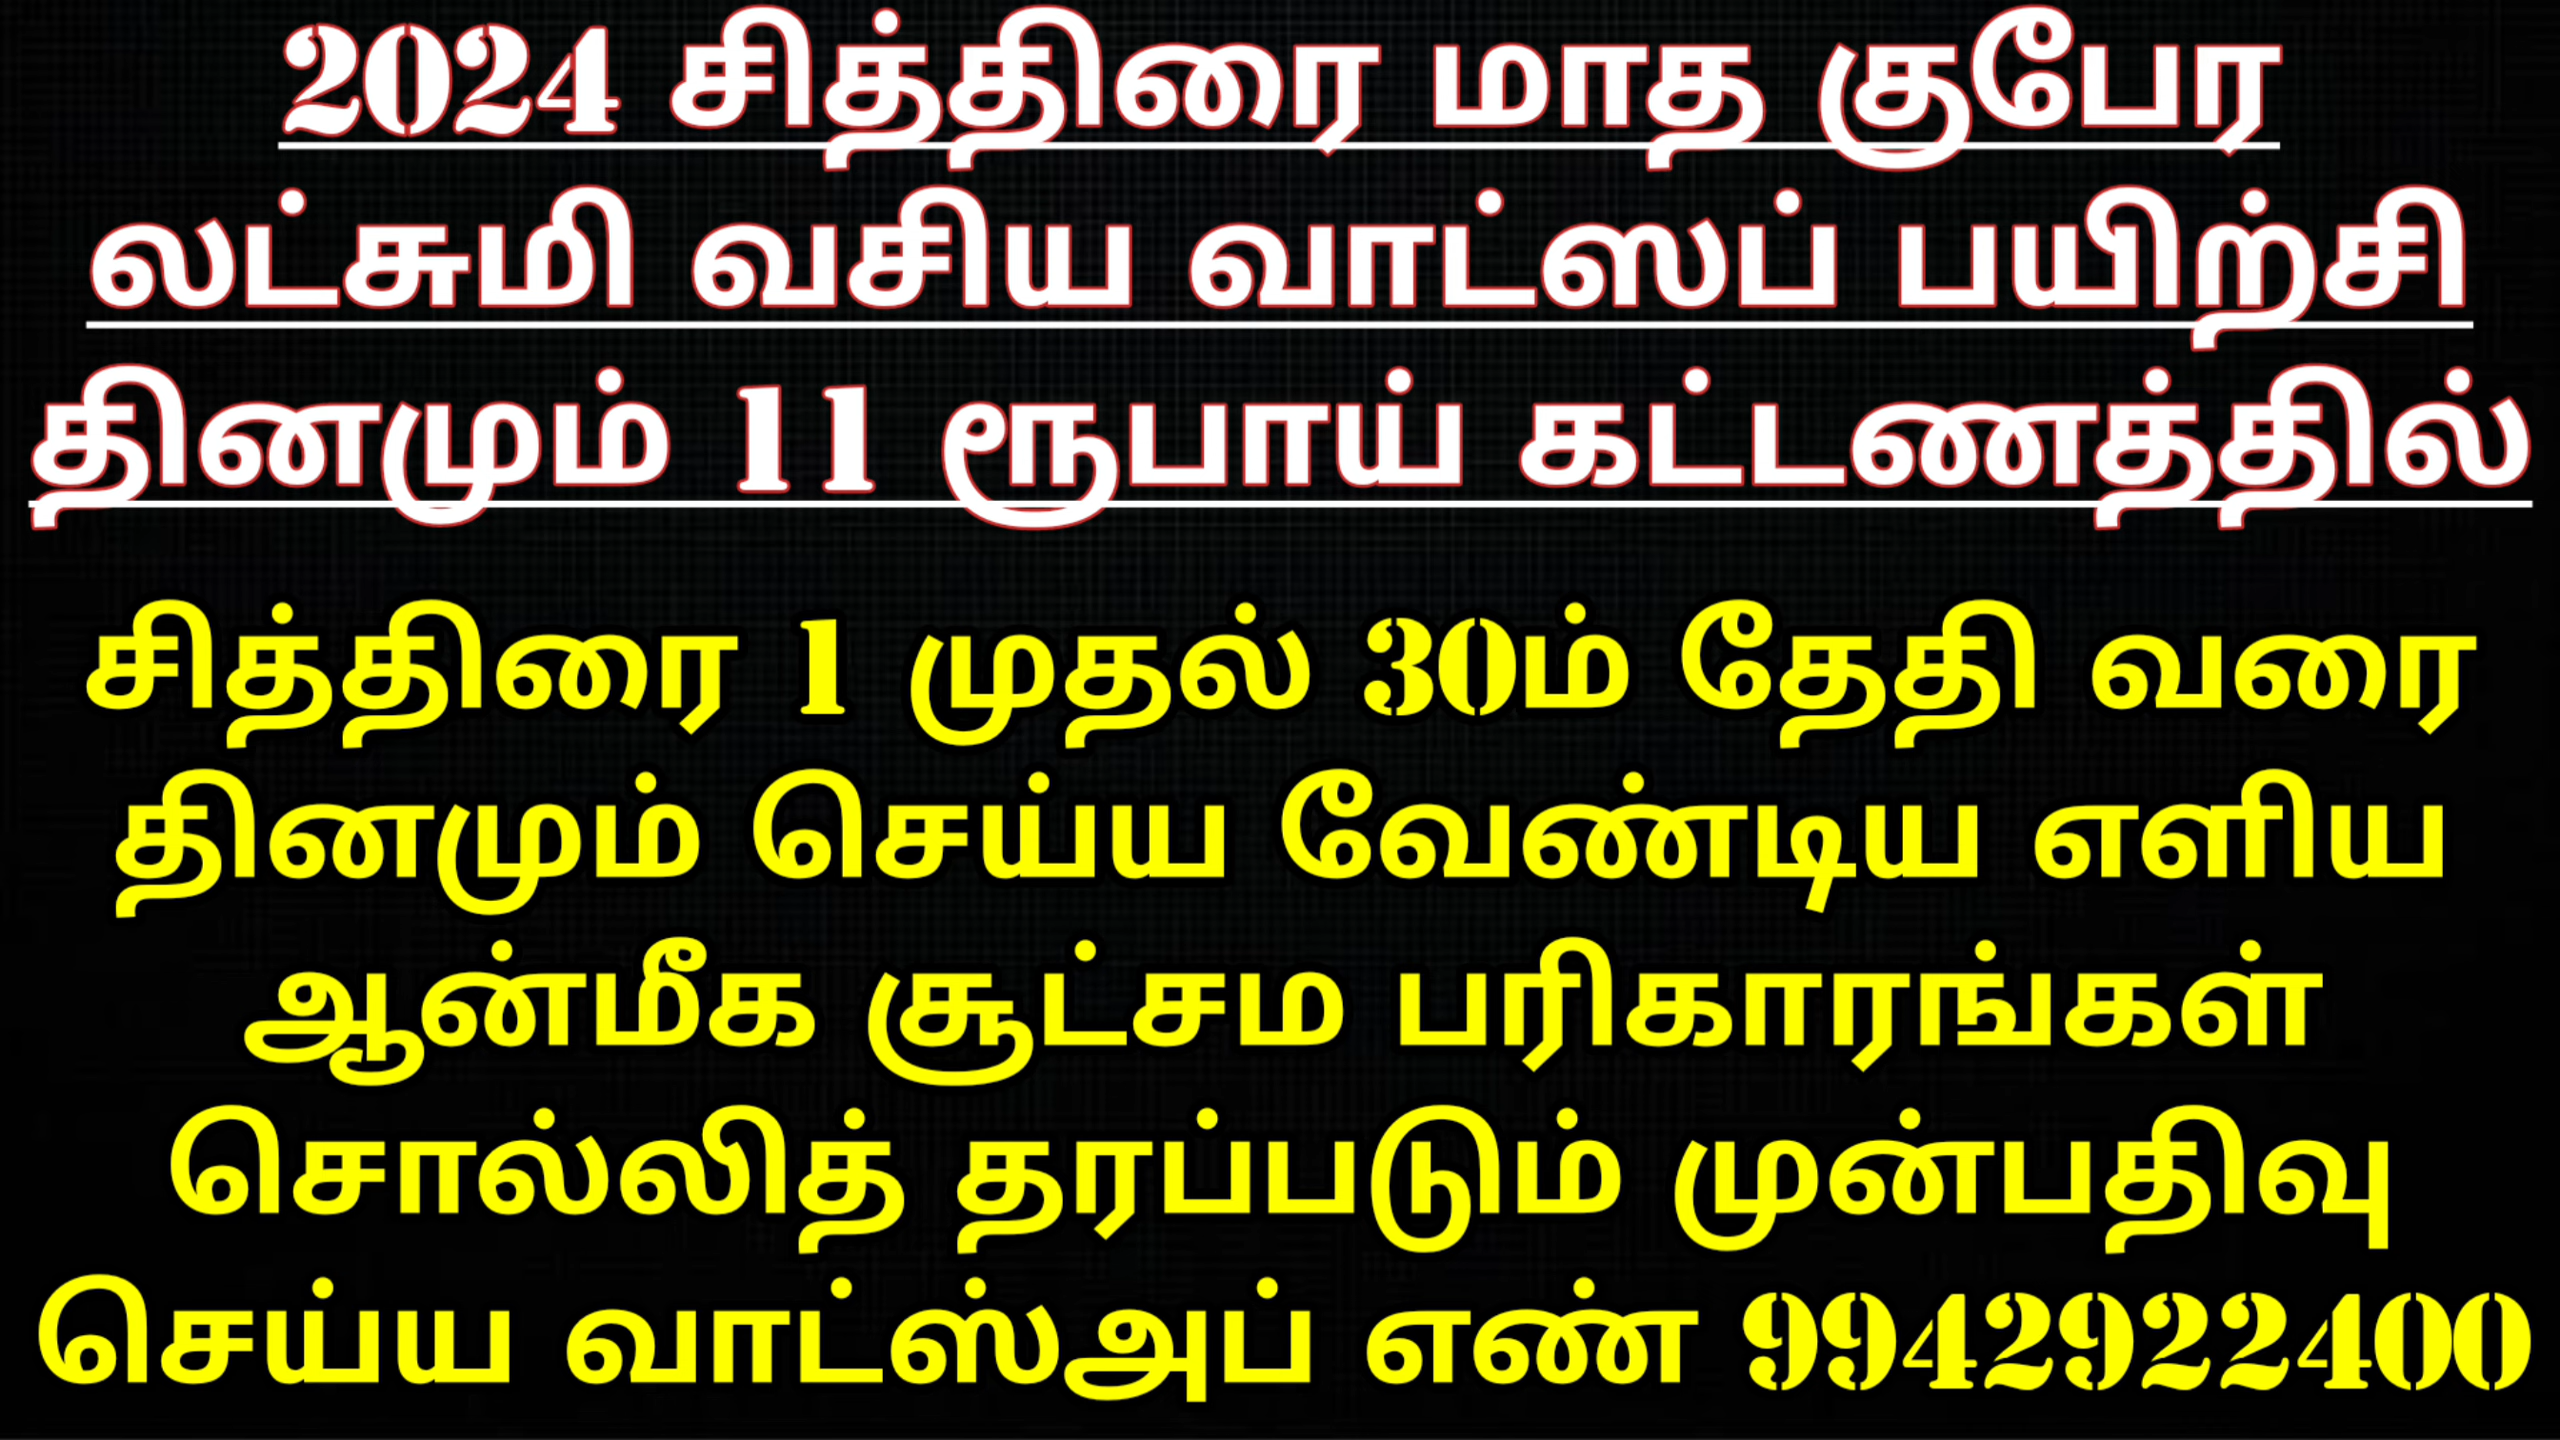 2024 சித்திரை மாத குபேர
லட்சுமி வசிய வாட்ஸப் பயிற்சி
தினமும் 11 ரூபாய் கட்டணத்தில்
சித்திரை 1 முதல் 30ம் தேதி வரை
தினமும் செய்ய வேண்டிய எளிய
ஆன்மீக சூட்சம பரிகாரங்கள்
சொல்லித் தரப்படும் முன்பதிவு
செய்ய வாட்ஸ்அப் எண் 9942922400